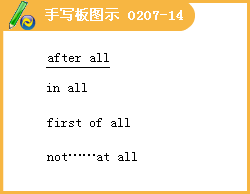 手写板图示 0207-14
after all
in all
first of all
not……at all